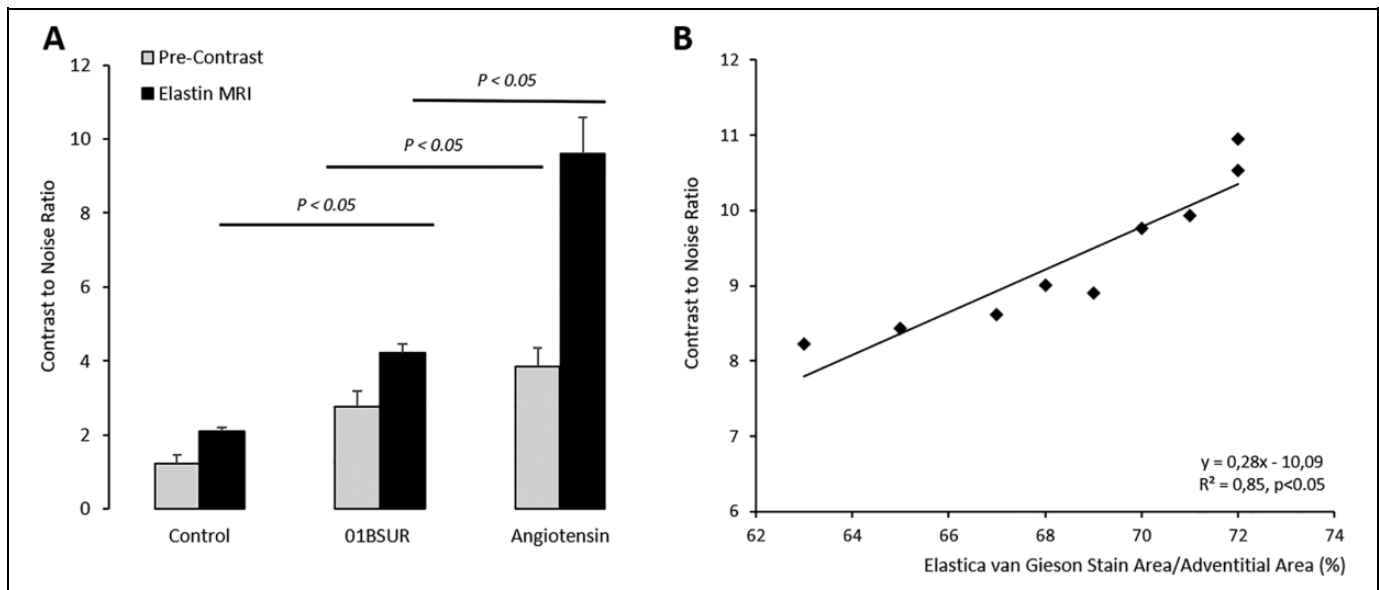 A
Pre-Contrast
Elastin MRI
P < 0.05
P < 0.05
P < 0.05
Contrast to Noise Ratio
12
10
8
6
4
2
0
Control
01BSUR
Angiotensin
B
Contrast to Noise Ratio
12
11
10
9
8
7
6
y = 0,28x - 10,09
R² = 0,85, p<0.05
62
64
66
68
70
72
74
Elastica van Gieson Stain Area/Adventitial Area (%)